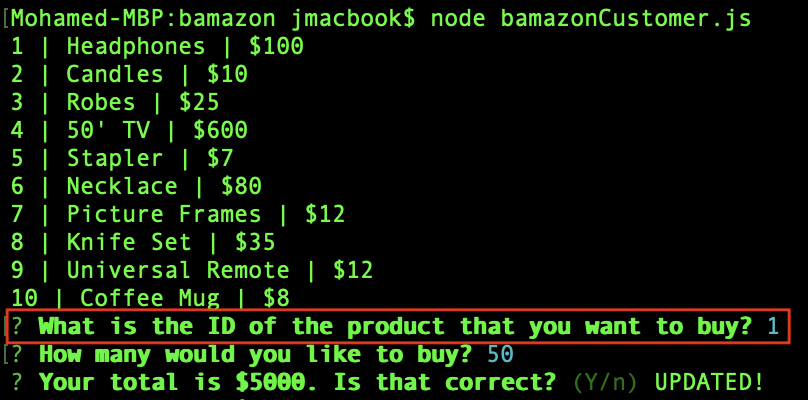 [Mohamed-MBP:bamazon jmacbook$ node bamazonCustomer.js
1 | Headphones | $100
2 | Candles | $10
3 | Robes | $25
4 | 50' TV | $600
5 | Stapler | $7
6 | Necklace | $80
7 | Picture Frames | $12
8 | Knife Set | $35
9 | Universal Remote | $12
10 | Coffee Mug | $8
[? What is the ID of the product that you want to buy? 1
[? How many would you like to buy? 50
? Your total is $5000. Is that correct? (Y/n) UPDATED!